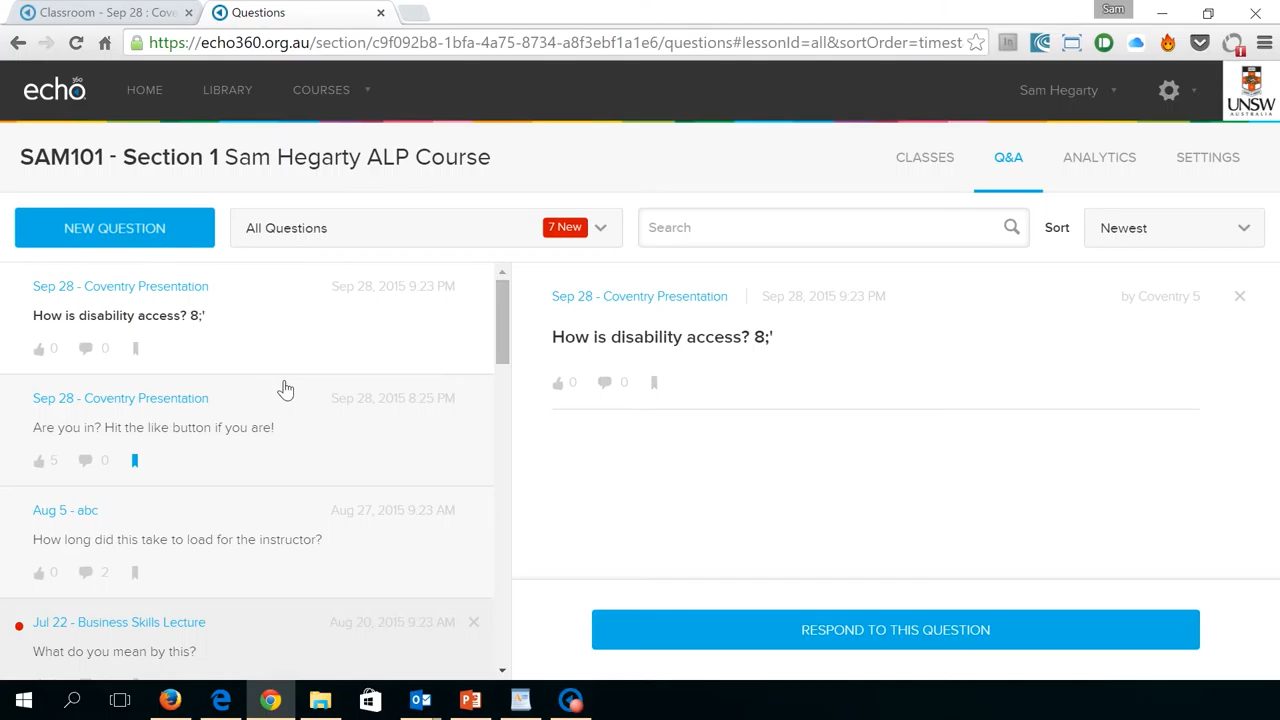 Classroom - Sep 28 : Cove
Questions
Sam
https://echo360.org.au/section/c9f092b8-1bfa-4a75-8734-a8f3ebf1a1e6/questions#lessonId=all&sortOrder=timest
echo360
HOME
LIBRARY
COURSES
Sam Hegarty
UNSW
AUSTRALIA
SAM101 - Section 1 Sam Hegarty ALP Course
CLASSES
Q&A
ANALYTICS
SETTINGS
NEW QUESTION
All Questions
7 New
Search
Sort
Newest
Sep 28 - Coventry Presentation
Sep 28, 2015 9:23 PM
How is disability access? 8;'
0
0
Sep 28 - Coventry Presentation
Sep 28, 2015 8:25 PM
Are you in? Hit the like button if you are!
5
0
Aug 5 - abc
Aug 27, 2015 9:23 AM
How long did this take to load for the instructor?
0
2
Jul 22 - Business Skills Lecture
Aug 20, 2015 9:23 AM
What do you mean by this?
Sep 28 - Coventry Presentation
Sep 28, 2015 9:23 PM
by Coventry 5
How is disability access? 8;'
0
0
RESPOND TO THIS QUESTION